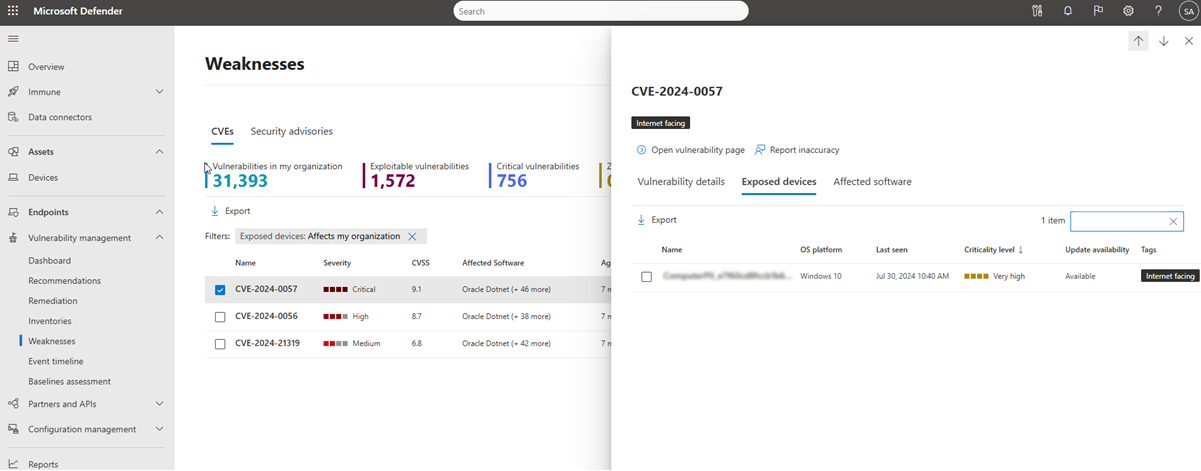 Microsoft Defender
Search
SA
Overview
Immune
Data connectors
Assets
Devices
Endpoints
Vulnerability management
Dashboard
Recommendations
Remediation
Inventories
Weaknesses
Event timeline
Baselines assessment
Partners and APIs
Configuration management
Reports
Weaknesses
CVEs Security advisories
Vulnerabilities in my organization Exploitable vulnerabilities Critical vulnerabilities
31,393 1,572 756
Export
Filters: Exposed devices: Affects my organization
Name Severity CVSS Affected Software
CVE-2024-0057 Critical 9.1 Oracle Dotnet (+ 46 more) 7
CVE-2024-0056 High 8.7 Oracle Dotnet (+ 38 more) 7
CVE-2024-21319 Medium 6.8 Oracle Dotnet (+ 42 more) 7
CVE-2024-0057
Internet facing
Open vulnerability page Report inaccuracy
Vulnerability details Exposed devices Affected software
Export 1 item
Name OS platform Last seen Criticality level ↓ Update availability Tags
Windows 10 Jul 30, 2024 10:40 AM Very high Available Internet facing